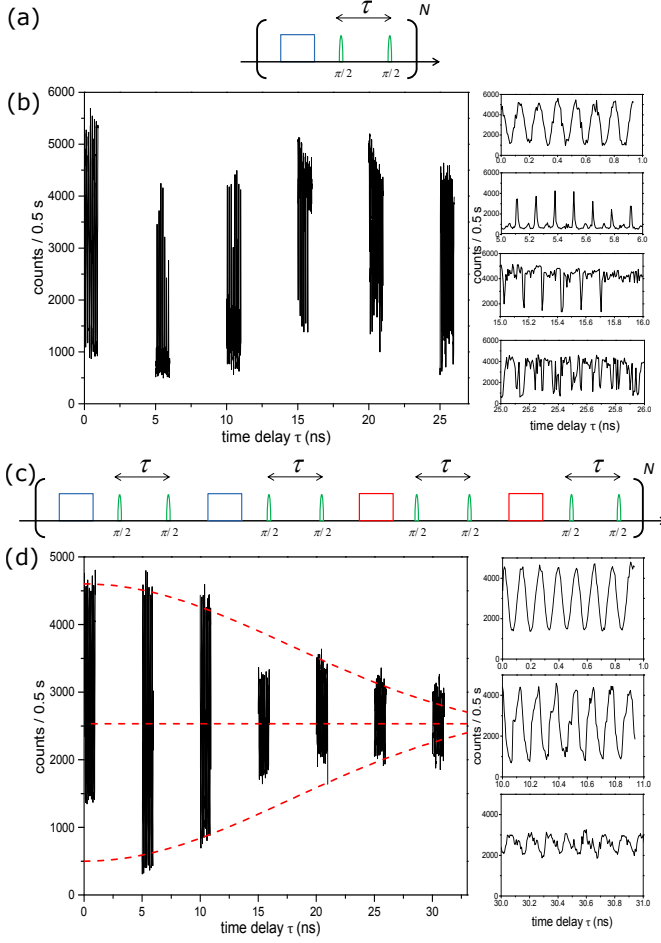 (a)
τ
N
π/2 π/2
(b)
6000
5000
4000
3000
2000
1000
0
counts / 0.5 s
0 5 10 15 20 25
time delay τ (ns)
6000
4000
2000
0
0.0 0.2 0.4 0.6 0.8 1.0
6000
4000
2000
0
5.0 5.2 5.4 5.6 5.8 6.0
counts / 0.5 s
6000
4000
2000
15.0 15.2 15.4 15.6 15.8 16.0
6000
4000
2000
0
25.0 25.2 25.4 25.6 25.8 26.0
time delay τ (ns)
(c)
τ τ τ τ
N
π/2 π/2 π/2 π/2 π/2 π/2 π/2 π/2
(d)
5000
4000
3000
2000
1000
0
counts / 0.5 s
0 5 10 15 20 25 30
time delay τ (ns)
4000
2000
0
0.0 0.2 0.4 0.6 0.8 1.0
counts / 0.5 s
4000
2000
0
10.0 10.2 10.4 10.6 10.8 11.0
4000
2000
0
30.0 30.2 30.4 30.6 30.8 31.0
time delay τ (ns)